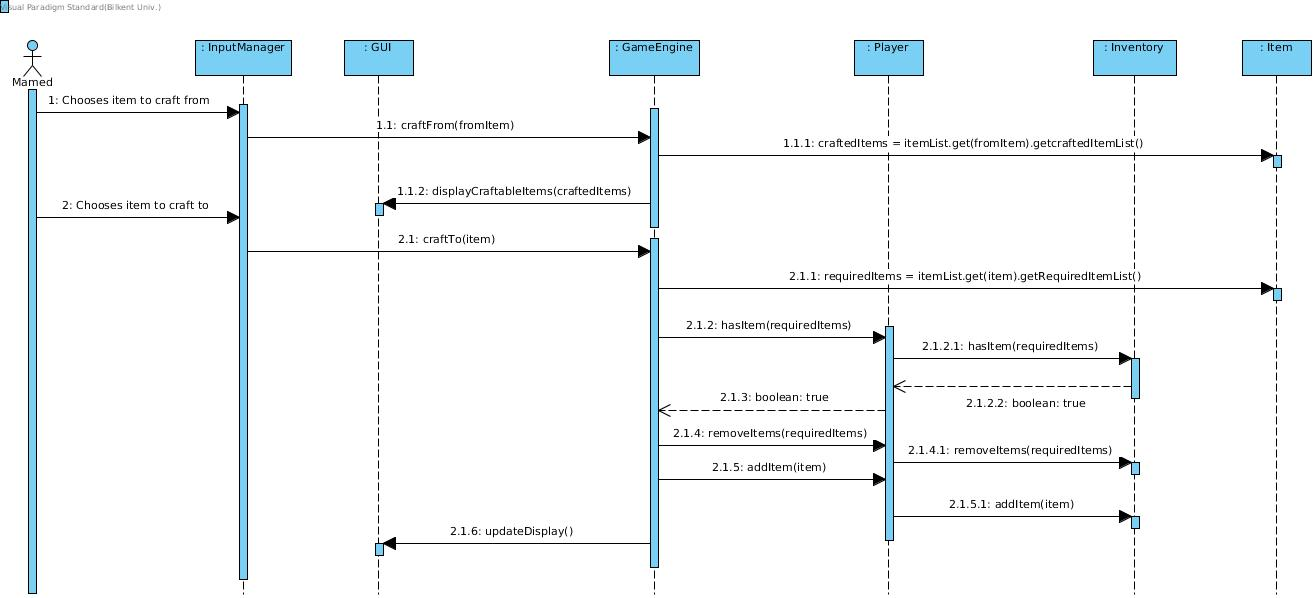 Visual Paradigm Standard(Bilkent Univ.)
: InputManager
: GUI
: GameEngine
: Player
: Inventory
: Item
Mamed
1: Chooses item to craft from
1.1: craftFrom(fromItem)
1.1.1: craftedItems = itemList.get(fromItem).getcraftedItemList()
1.1.2: displayCraftableItems(craftedItems)
2: Chooses item to craft to
2.1: craftTo(item)
2.1.1: requiredItems = itemList.get(item).getRequiredItemList()
2.1.2: hasItem(requiredItems)
2.1.2.1: hasItem(requiredItems)
2.1.2.2: boolean: true
2.1.3: boolean: true
2.1.4: removeItems(requiredItems)
2.1.4.1: removeItems(requiredItems)
2.1.5: addItem(item)
2.1.5.1: addItem(item)
2.1.6: updateDisplay()